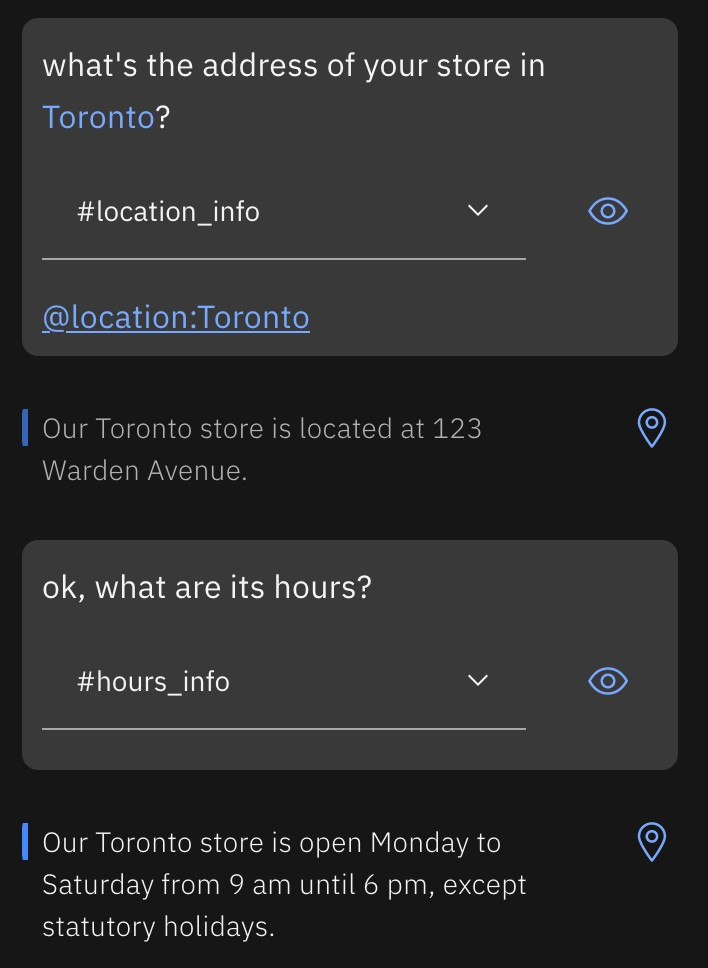 what's the address of your store in
Toronto?
#location_info
@location:Toronto
Our Toronto store is located at 123
Warden Avenue.
ok, what are its hours?
#hours_info
Our Toronto store is open Monday to
Saturday from 9 am until 6 pm, except
statutory holidays.